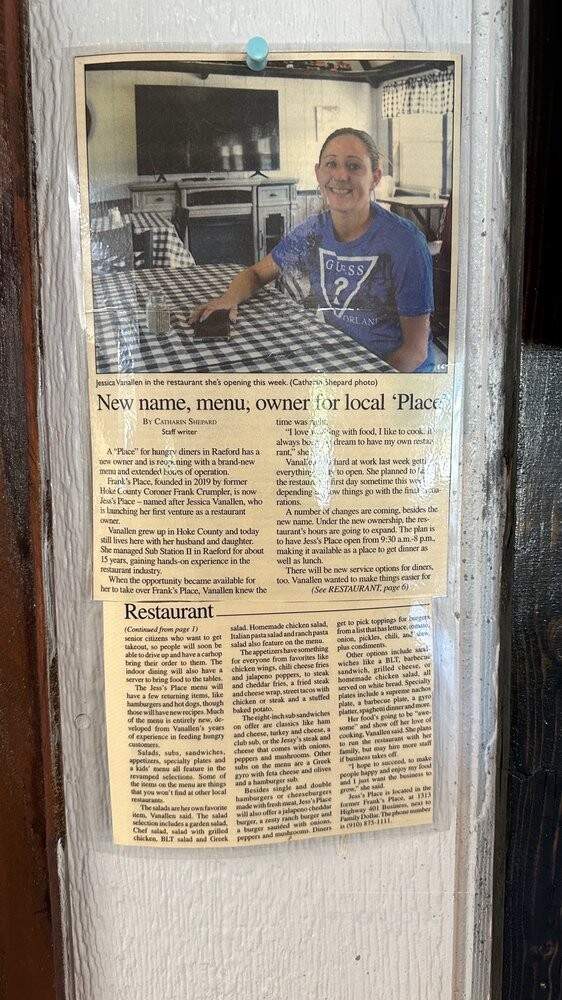 GUESS
?
ORLAN
Jessica Vanallen in the restaurant she's opening this week. (Catharin Shepard photo)
New name, menu, owner for local 'Place'
BY CATHARIN SHEPARD
Staff writer
A "Place" for hungry diners in Raeford has a
new owner and is reopening with a brand-new
menu and extended hours of operation.
Frank's Place, founded in 2019 by former
Hoke County Coroner Frank Crumpler, is now
Jess's Place – named after Jessica Vanallen, who
is launching her first venture as a restaurant
owner.
Vanallen grew up in Hoke County and today
still lives here with her husband and daughter.
She managed Sub Station II in Raeford for about
15 years, gaining hands-on experience in the
restaurant industry.
When the opportunity became available for
her to take over Frank's Place, Vanallen knew the
time was right.
"I love working with food, I like to cook, it's
always been my dream to have my own restau-
rant," she
Vanallen was hard at work last week getting
everything ready to open. She planned to
the restaurant's first day sometime this week
depending how things go with the final
rations.
A number of changes are coming, besides the
new name. Under the new ownership, the res-
taurant's hours are going to expand. The plan is
to have Jess's Place open from 9:30 a.m.-8 p.m.,
making it available as a place to get dinner as
well as lunch.
There will be new service options for diners,
too. Vanallen wanted to make things easier for
(See RESTAURANT, page 6)
Restaurant
(Continued from page 1)
senior citizens who want to get
takeout, so people will soon be
able to drive up and have a carhop
bring their order to them. The
indoor dining will also have a
server to bring food to the tables.
The Jess's Place menu will
have a few returning items, like
hamburgers and hot dogs, though
those will have new recipes. Much
of the menu is entirely new, de-
veloped from Vanallen's years
of experience in feeding hungry
customers.
Salads, subs, sandwiches,
appetizers, specialty plates and
a kids' menu all feature in the
revamped selections. Some of
the items on the menu are things
that you won't find at other local
restaurants.
The salads are her own favorite
item, Vanallen said. The salad
selection includes a garden salad,
Chef salad, salad with grilled
chicken, BLT salad and Greek
salad. Homemade chicken salad,
Italian pasta salad and ranch pasta
salad also feature on the menu.
The appetizers have something
for everyone from favorites like
chicken wings, chili cheese fries
and jalapeno poppers, to steak
and cheddar fries, a fried steak
and cheese wrap, street tacos with
chicken or steak and a stuffed
baked potato.
The eight-inch sub sandwiches
on offer are classics like ham
and cheese, turkey and cheese, a
club sub, or the Jessy's steak and
cheese that comes with onions,
peppers and mushrooms. Other
subs on the menu are a Greek
gyro with feta cheese and olives
and a hamburger sub.
Besides single and double
hamburgers or cheeseburgers
made with fresh meat, Jess's Place
will also offer a jalapeno cheddar
burger, a zesty ranch burger and
a burger sautéed with onions,
peppers and mushrooms. Diners
get to pick toppings for burgers
from a list that has lettuce, tomato,
onion, pickles, chili, and slaw,
plus condiments.
Other options include sand-
wiches like a BLT, barbecue
sandwich, grilled cheese, or
homemade chicken salad, all
served on white bread. Specialty
plates include a supreme nachos
plate, a barbecue plate, a gyro
platter, spaghetti dinner and more.
Her food's going to be "awe-
some" and show off her love of
cooking, Vanallen said. She plans
to run the restaurant with her
family, but may hire more staff
if business takes off.
"I hope to succeed, to make
people happy and enjoy my food
and I just want the business to
grow," she said.
Jess's Place is located in the
former Frank's Place, at 1313
Highway 401 Business, next to
Family Dollar. The phone number
is (910) 875-1111.